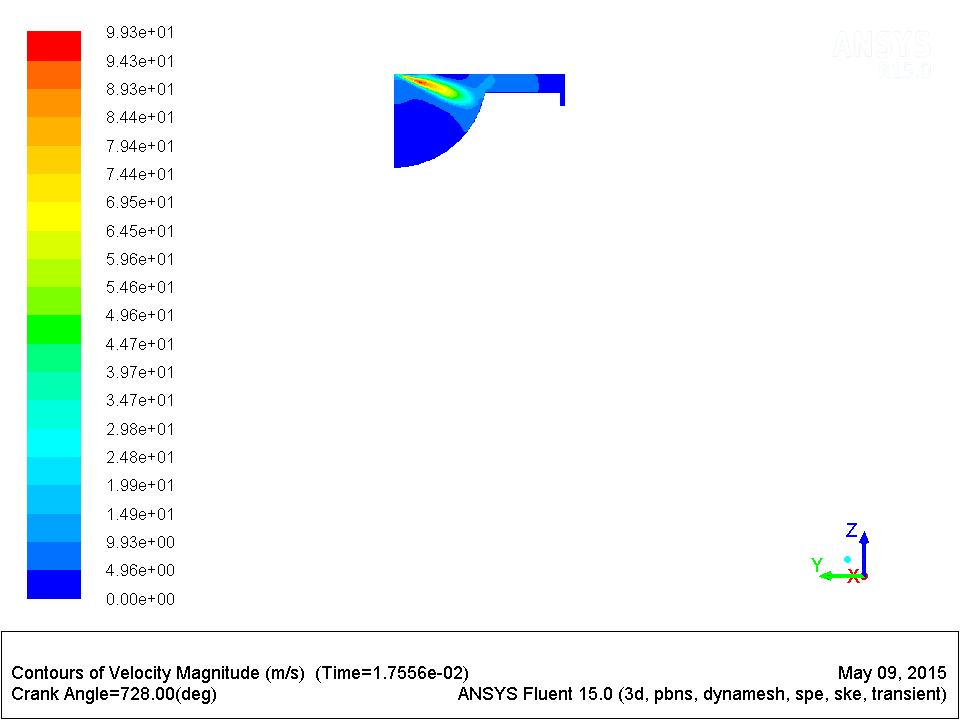 9.93e+01
9.43e+01
8.93e+01
8.44e+01
7.94e+01
7.44e+01
6.95e+01
6.45e+01
5.96e+01
5.46e+01
4.96e+01
4.47e+01
3.97e+01
3.47e+01
2.98e+01
2.48e+01
1.99e+01
1.49e+01
9.93e+00
4.96e+00
0.00e+00
ANSYS
R15.0
Z
Y
X
Contours of Velocity Magnitude (m/s)  (Time=1.7556e-02)
Crank Angle=728.00(deg)
May 09, 2015
ANSYS Fluent 15.0 (3d, pbns, dynamesh, spe, ske, transient)